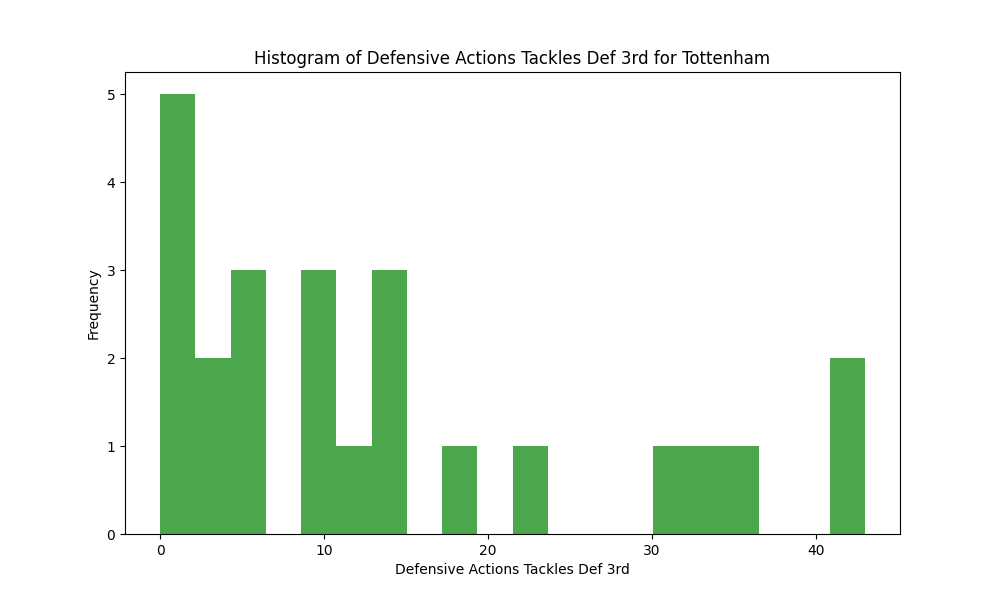 Histogram of Defensive Actions Tackles Def 3rd for Tottenham
5
4
3
2
1
0
Frequency
0 10 20 30 40
Defensive Actions Tackles Def 3rd